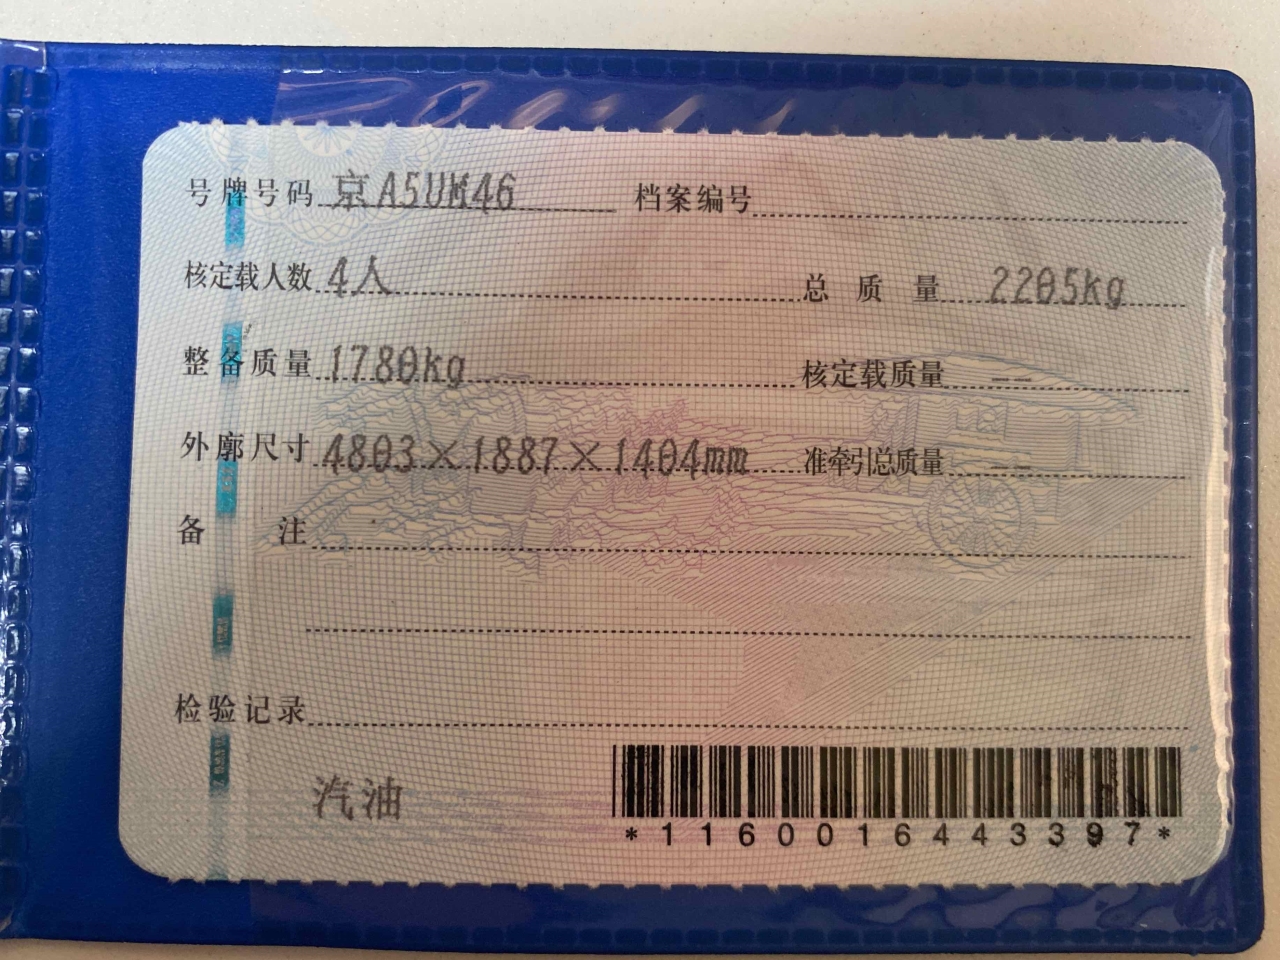 号牌号码 京A5UM46 档案编号
核定载人数 4人 总质量 2205kg
整备质量 1780kg 核定载质量 ——
外廓尺寸 4803×1887×1404mm 准牵引总质量 ——
备注
检验记录
汽油
*1160016443397*